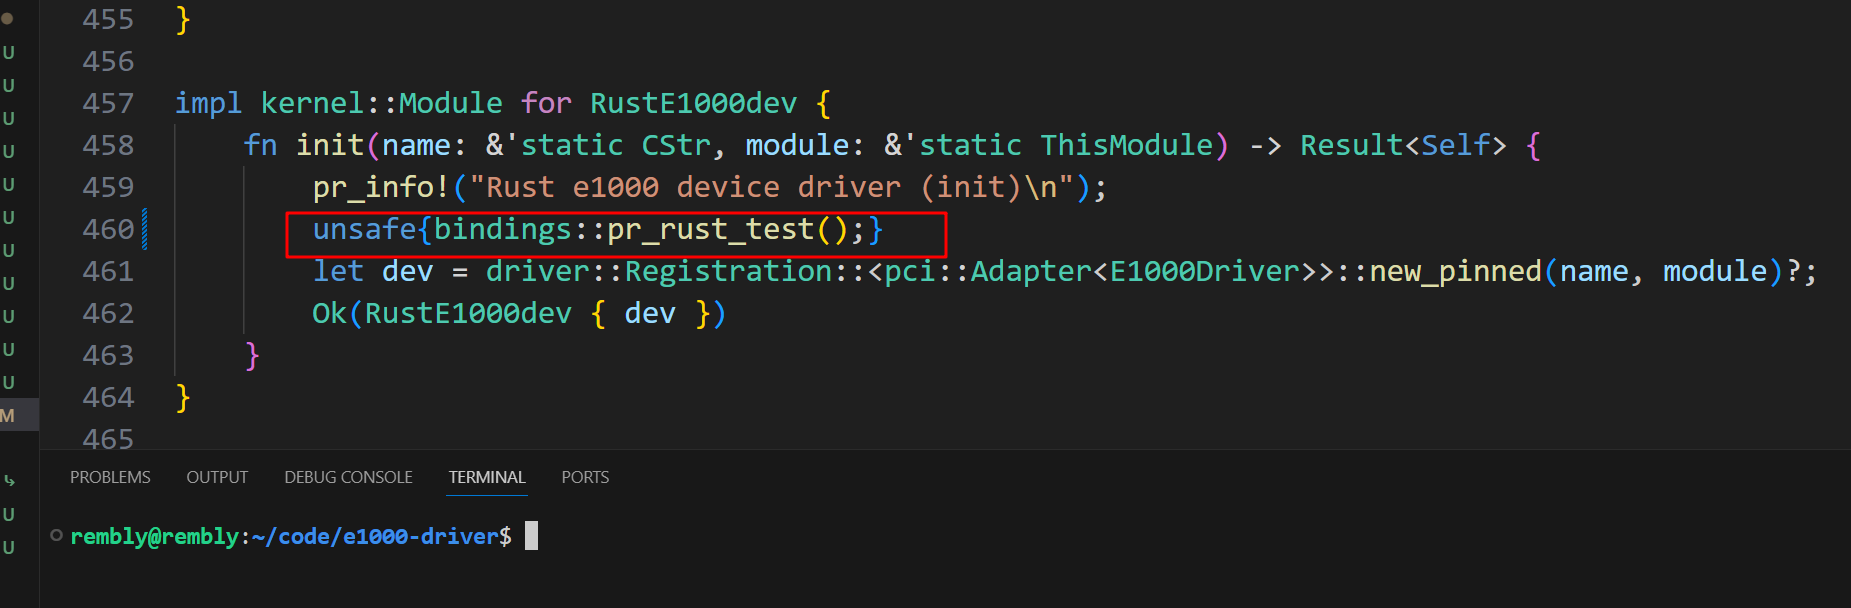 455 }
456
457 impl kernel::Module for RustE1000dev {
458 fn init(name: &'static CStr, module: &'static ThisModule) -> Result<Self> {
459 pr_info!("Rust e1000 device driver (init)\n");
460 unsafe{bindings::pr_rust_test();}
461 let dev = driver::Registration::<pci::Adapter<E1000Driver>>::new_pinned(name, module)?;
462 Ok(RustE1000dev { dev })
463 }
464 }
465
U
U
U
U
U
U
U
U
U
U
U
M
U
U
PROBLEMS OUTPUT DEBUG CONSOLE TERMINAL PORTS
rembly@rembly:~/code/e1000-driver$